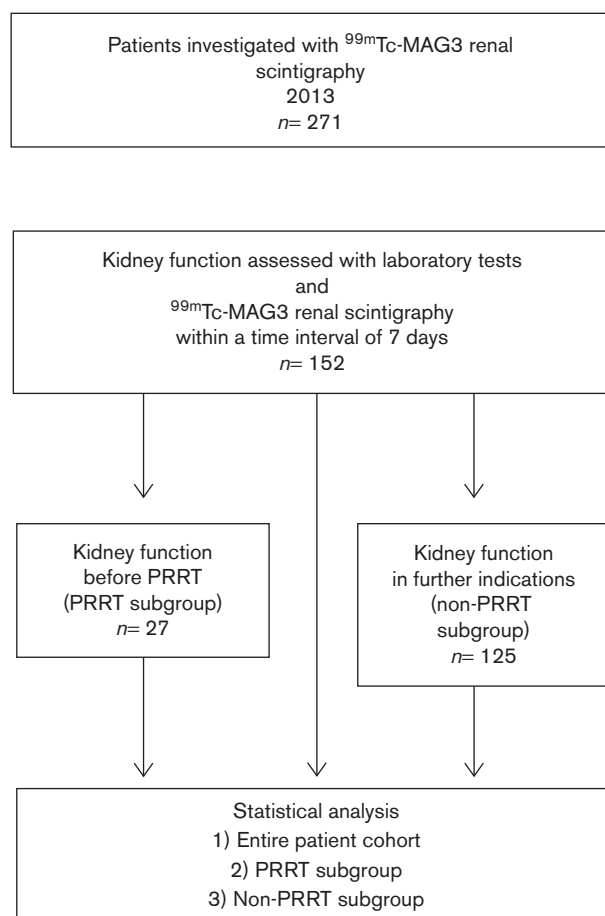 Patients investigated with ⁹⁹ᵐTc-MAG3 renal
scintigraphy
2013
n= 271
Kidney function assessed with laboratory tests
and
⁹⁹ᵐTc-MAG3 renal scintigraphy
within a time interval of 7 days
n= 152
Kidney function
before PRRT
(PRRT subgroup)
n= 27
Kidney function
in further indications
(non-PRRT
subgroup)
n= 125
Statistical analysis
1) Entire patient cohort
2) PRRT subgroup
3) Non-PRRT subgroup